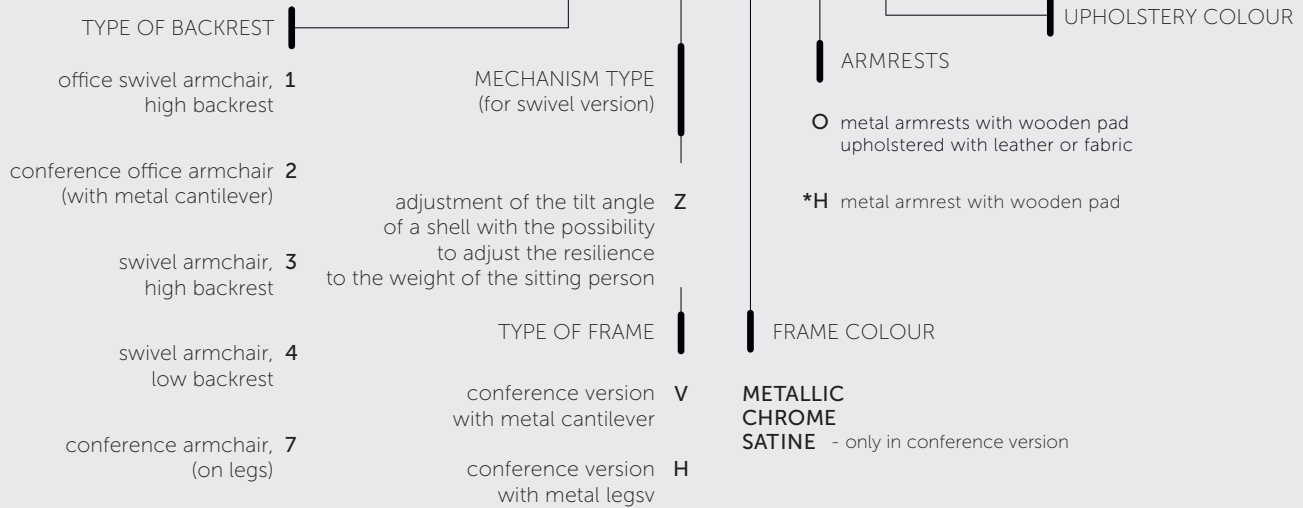 TYPE OF BACKREST
office swivel armchair, 1
high backrest
conference office armchair 2
(with metal cantilever)
swivel armchair, 3
high backrest
swivel armchair, 4
low backrest
conference armchair, 7
(on legs)
MECHANISM TYPE
(for swivel version)
adjustment of the tilt angle Z
of a shell with the possibility
to adjust the resilience
to the weight of the sitting person
TYPE OF FRAME
conference version V
with metal cantilever
conference version H
with metal legsv
FRAME COLOUR
METALLIC
CHROME
SATINE - only in conference version
ARMRESTS
O metal armrests with wooden pad
upholstered with leather or fabric
*H metal armrest with wooden pad
UPHOLSTERY COLOUR